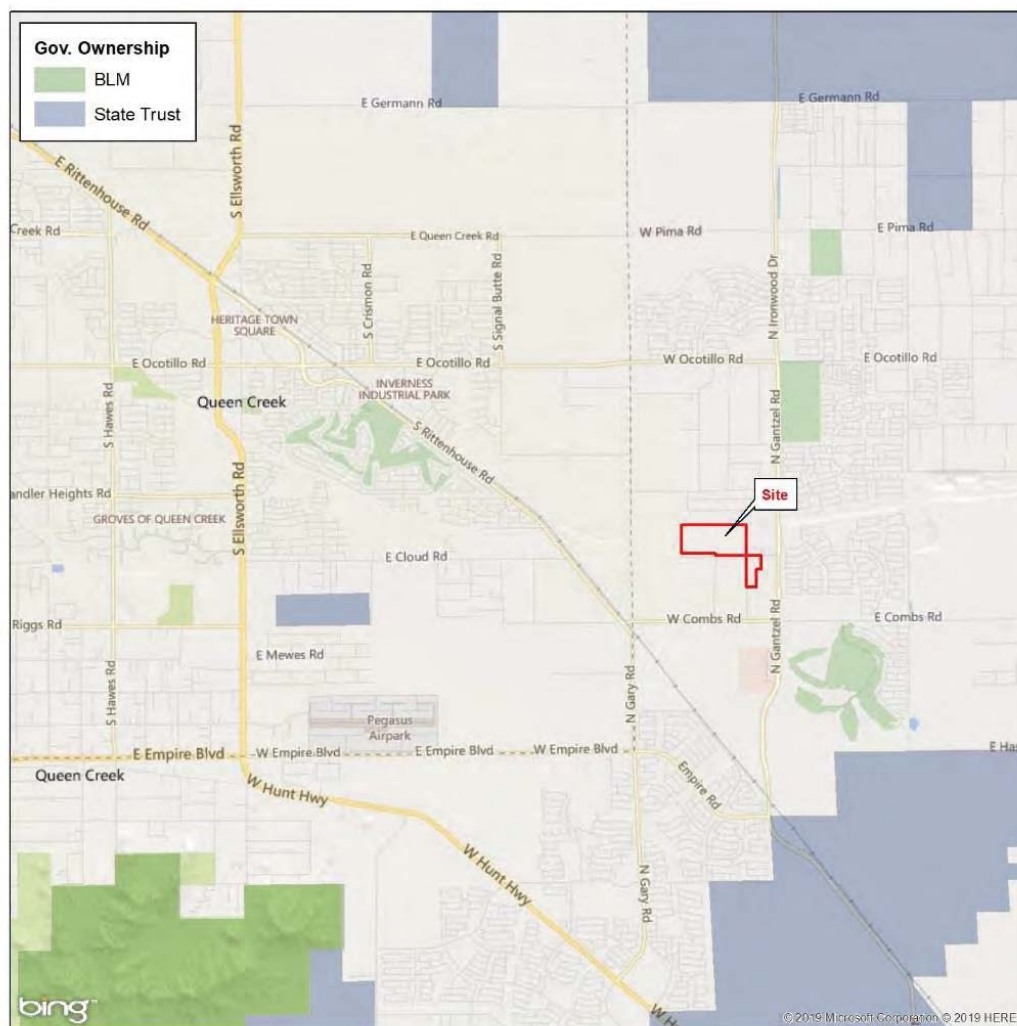 Gov. Ownership
BLM
State Trust
E Germann Rd
E Germann Rd
S Ellsworth Rd
E Rittenhouse Rd
Creek Rd
E Queen Creek Rd
W Pima Rd
E Pima Rd
S Crismon Rd
S Signal Butte Rd
N Ironwood Dr
HERITAGE TOWN
SQUARE
E Ocotillo Rd
E Ocotillo Rd
W Ocotillo Rd
E Ocotillo Rd
INVERNESS
INDUSTRIAL PARK
Queen Creek
S Hawes Rd
S Rittenhouse Rd
N Gantzel Rd
andler Heights Rd
Site
GROVES OF QUEEN CREEK
S Ellsworth Rd
E Cloud Rd
Riggs Rd
W Combs Rd
E Combs Rd
N Gantzel Rd
E Mewes Rd
S Hawes Rd
N Gary Rd
Pegasus
Airpark
E Empire Blvd
W Empire Blvd
E Empire Blvd
W Empire Blvd
E Has
Queen Creek
Empire Rd
W Hunt Hwy
W Hunt Hwy
N Gary Rd
W H
bing
© 2019 Microsoft Corporation © 2019 HERE